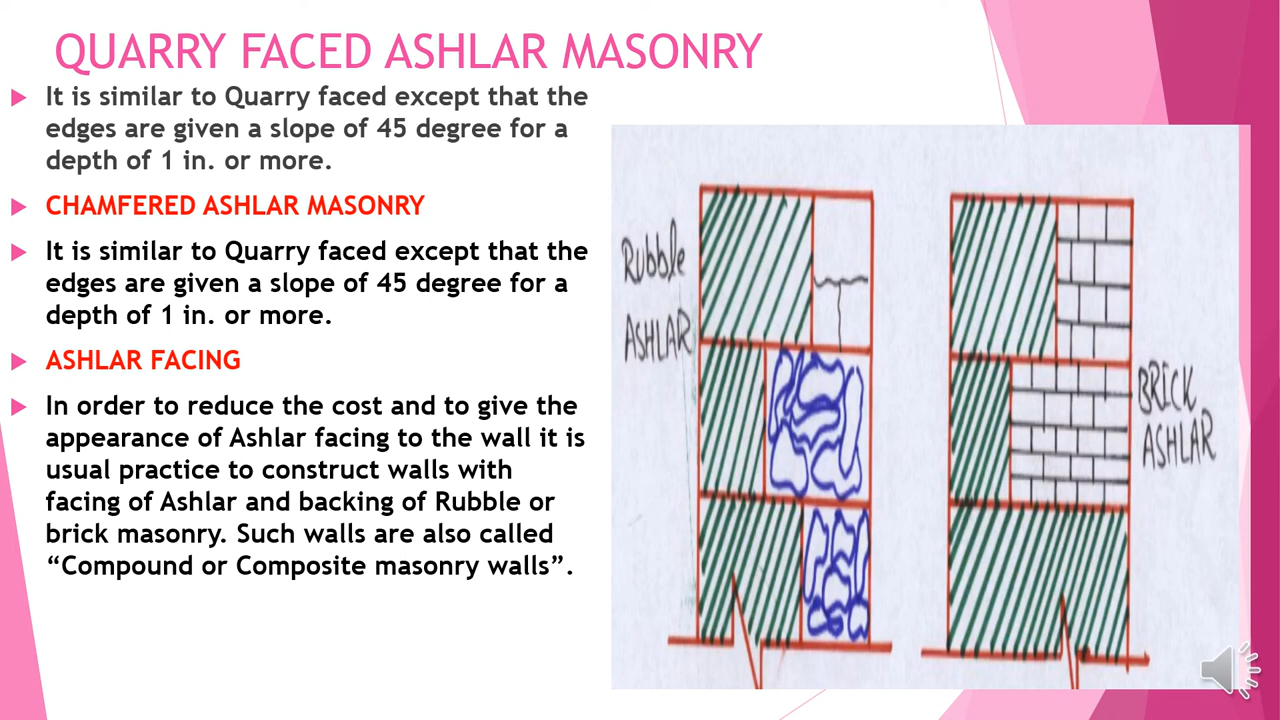 QUARRY FACED ASHLAR MASONRY
It is similar to Quarry faced except that the
edges are given a slope of 45 degree for a
depth of 1 in. or more.
CHAMFERED ASHLAR MASONRY
It is similar to Quarry faced except that the
edges are given a slope of 45 degree for a
depth of 1 in. or more.
ASHLAR FACING
In order to reduce the cost and to give the
appearance of Ashlar facing to the wall it is
usual practice to construct walls with
facing of Ashlar and backing of Rubble or
brick masonry. Such walls are also called
“Compound or Composite masonry walls”.
Rubble
ASHLAR
BRICK
ASHLAR